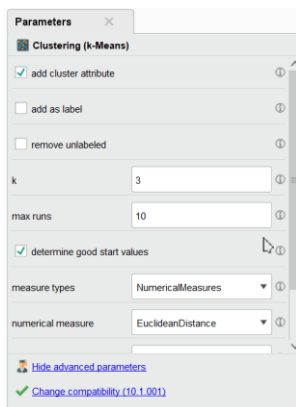 Parameters
Clustering (k-Means)
add cluster attribute
add as label
remove unlabeled
k 3
max runs 10
determine good start values
measure types NumericalMeasures
numerical measure EuclideanDistance
Hide advanced parameters
Change compatibility (10.1.001)